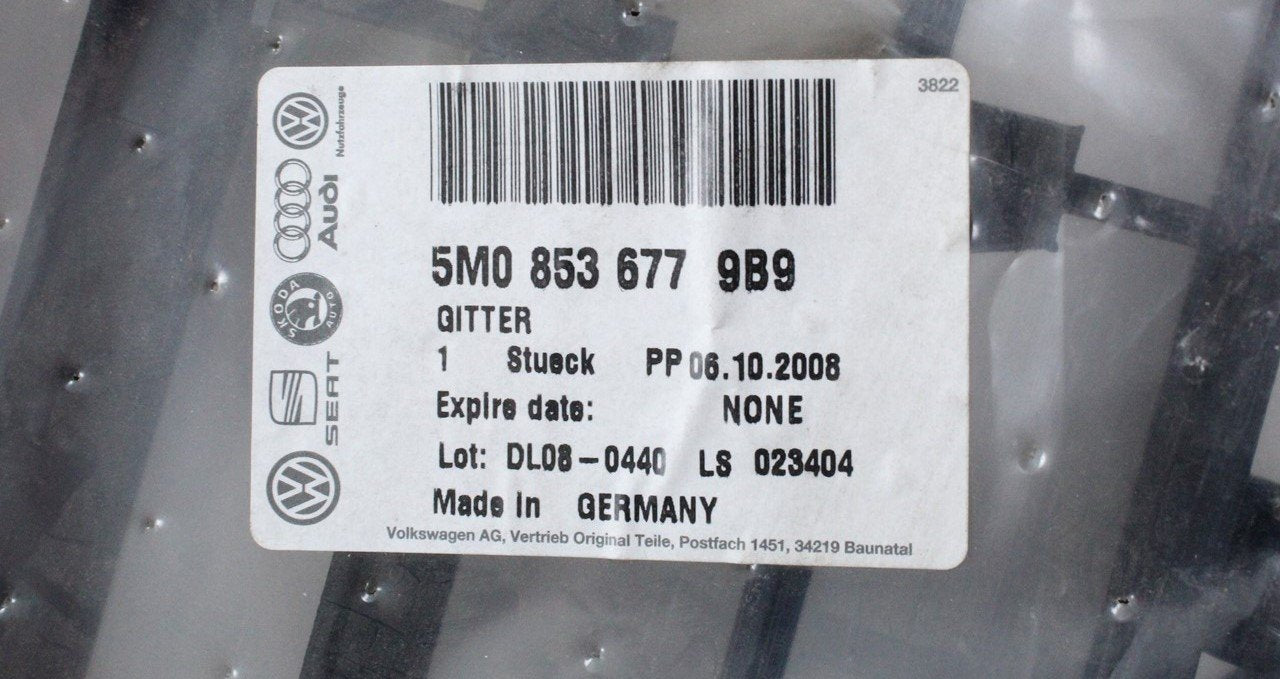 3822
Nutzfahrzeuge
Audi
ŠKODA
AUTO
SEAT
5M0 853 677 9B9
GITTER
1 Stueck PP 06.10.2008
Expire date: NONE
Lot: DL08-0440 LS 023404
Made in GERMANY
Volkswagen AG, Vertrieb Original Teile, Postfach 1451, 34219 Baunatal